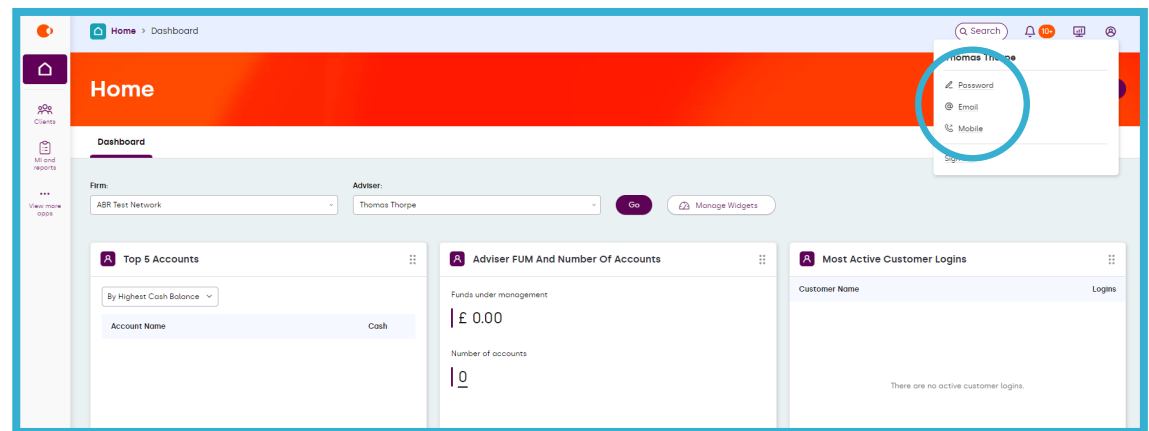 Home > Dashboard
Search
10+
Thomas Thorpe
Home
Password
Email
Mobile
Sign
Clients
MI and
reports
View more
apps
Dashboard
Firm:
Adviser:
ABR Test Network
Thomas Thorpe
Go
Manage Widgets
Top 5 Accounts
By Highest Cash Balance
Account Name Cash
Adviser FUM And Number Of Accounts
Funds under management
£ 0.00
Number of accounts
0
Most Active Customer Logins
Customer Name Logins
There are no active customer logins.